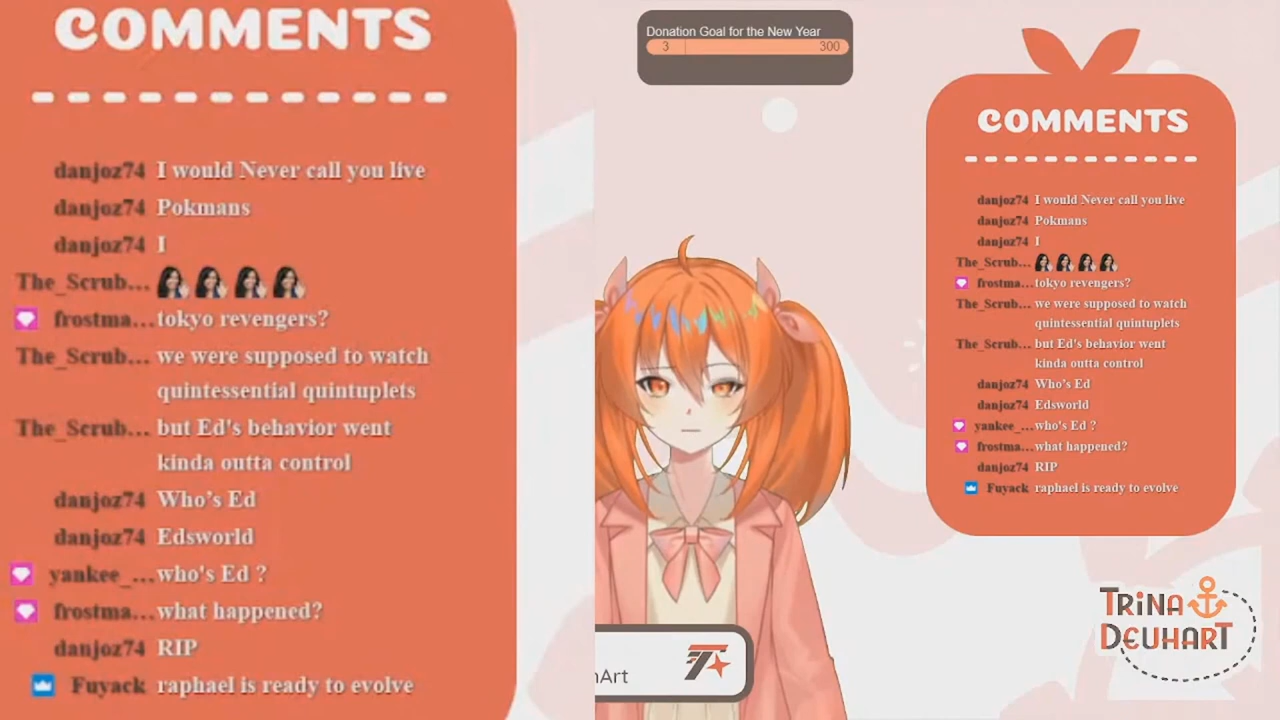 COMMENTS
danjoz74 I would Never call you live
danjoz74 Pokmans
danjoz74 I
The_Scrub...
frostma... tokyo revengers?
The_Scrub... we were supposed to watch
quintessential quintuplets
The_Scrub... but Ed's behavior went
kinda outta control
danjoz74 Who's Ed
danjoz74 Edsworld
yankee_... who's Ed ?
frostma... what happened?
danjoz74 RIP
Fuyack raphael is ready to evolve
Donation Goal for the New Year
3 300
COMMENTS
danjoz74 I would Never call you live
danjoz74 Pokmans
danjoz74 I
The_Scrub...
frostma... tokyo revengers?
The_Scrub... we were supposed to watch
quintessential quintuplets
The_Scrub... but Ed's behavior went
kinda outta control
danjoz74 Who's Ed
danjoz74 Edsworld
yankee_... who's Ed ?
frostma... what happened?
danjoz74 RIP
Fuyack raphael is ready to evolve
TRINA
DEUHART